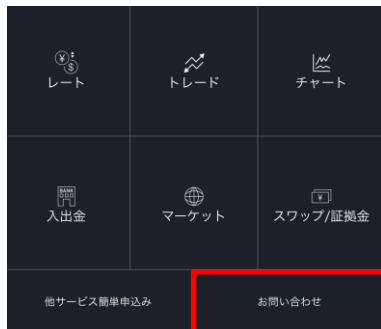 レート
トレード
チャート
BANK
入出金
マーケット
スワップ/証拠金
他サービス簡単申込み
お問い合わせ